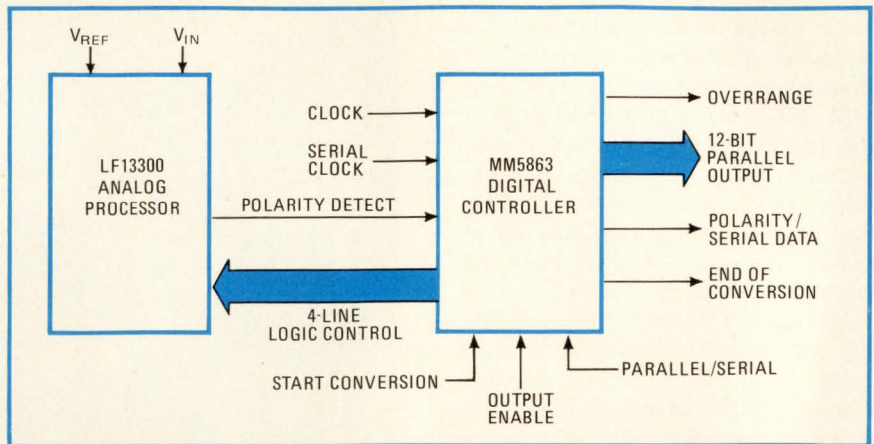 VREF
VIN
LF13300
ANALOG
PROCESSOR
CLOCK
SERIAL
CLOCK
POLARITY DETECT
4-LINE
LOGIC CONTROL
MM5863
DIGITAL
CONTROLLER
OVERRANGE
12-BIT
PARALLEL
OUTPUT
POLARITY/
SERIAL DATA
END OF
CONVERSION
START CONVERSION
OUTPUT
ENABLE
PARALLEL/SERIAL